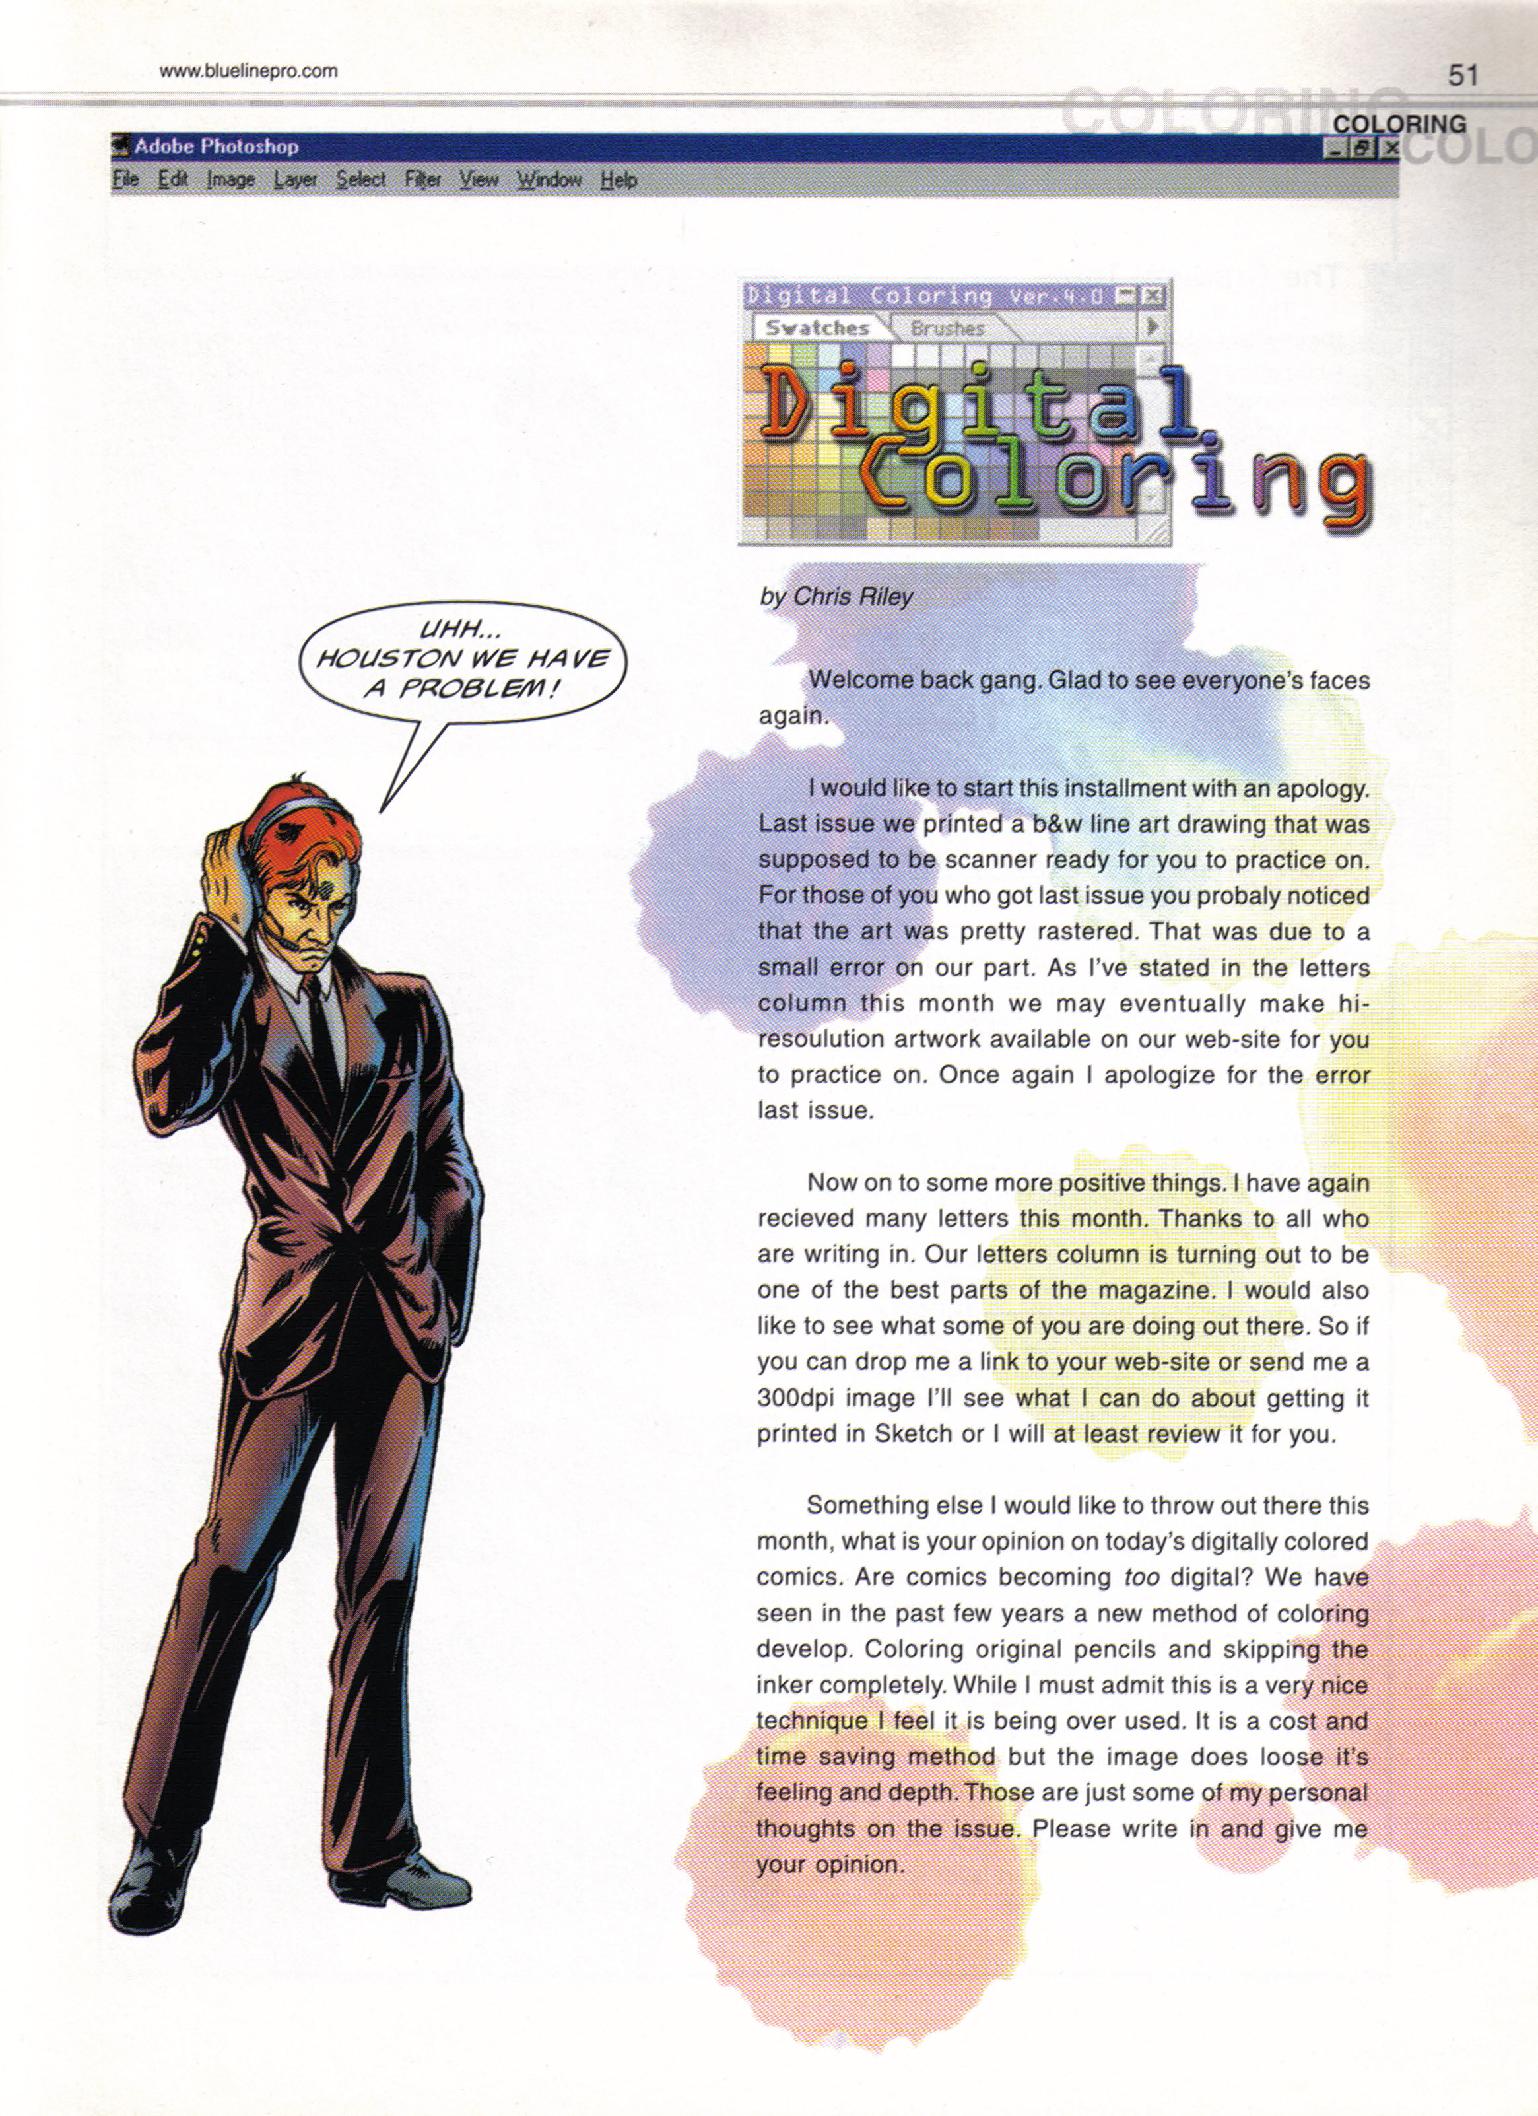 www.bluelinepro.com
51
COLORING
COLORING
COLO
Adobe Photoshop
File Edit Image Layer Select Filter View Window Help
Digital Coloring Ver.4.0
Swatches Brushes
Digital
Coloring
by Chris Riley
UHH...
HOUSTON WE HAVE
A PROBLEM!
Welcome back gang. Glad to see everyone's faces
again.
I would like to start this installment with an apology.
Last issue we printed a b&w line art drawing that was
supposed to be scanner ready for you to practice on.
For those of you who got last issue you probaly noticed
that the art was pretty rastered. That was due to a
small error on our part. As I've stated in the letters
column this month we may eventually make hi-
resoulution artwork available on our web-site for you
to practice on. Once again I apologize for the error
last issue.
Now on to some more positive things. I have again
recieved many letters this month. Thanks to all who
are writing in. Our letters column is turning out to be
one of the best parts of the magazine. I would also
like to see what some of you are doing out there. So if
you can drop me a link to your web-site or send me a
300dpi image I'll see what I can do about getting it
printed in Sketch or I will at least review it for you.
Something else I would like to throw out there this
month, what is your opinion on today's digitally colored
comics. Are comics becoming too digital? We have
seen in the past few years a new method of coloring
develop. Coloring original pencils and skipping the
inker completely. While I must admit this is a very nice
technique I feel it is being over used. It is a cost and
time saving method but the image does loose it's
feeling and depth. Those are just some of my personal
thoughts on the issue. Please write in and give me
your opinion.